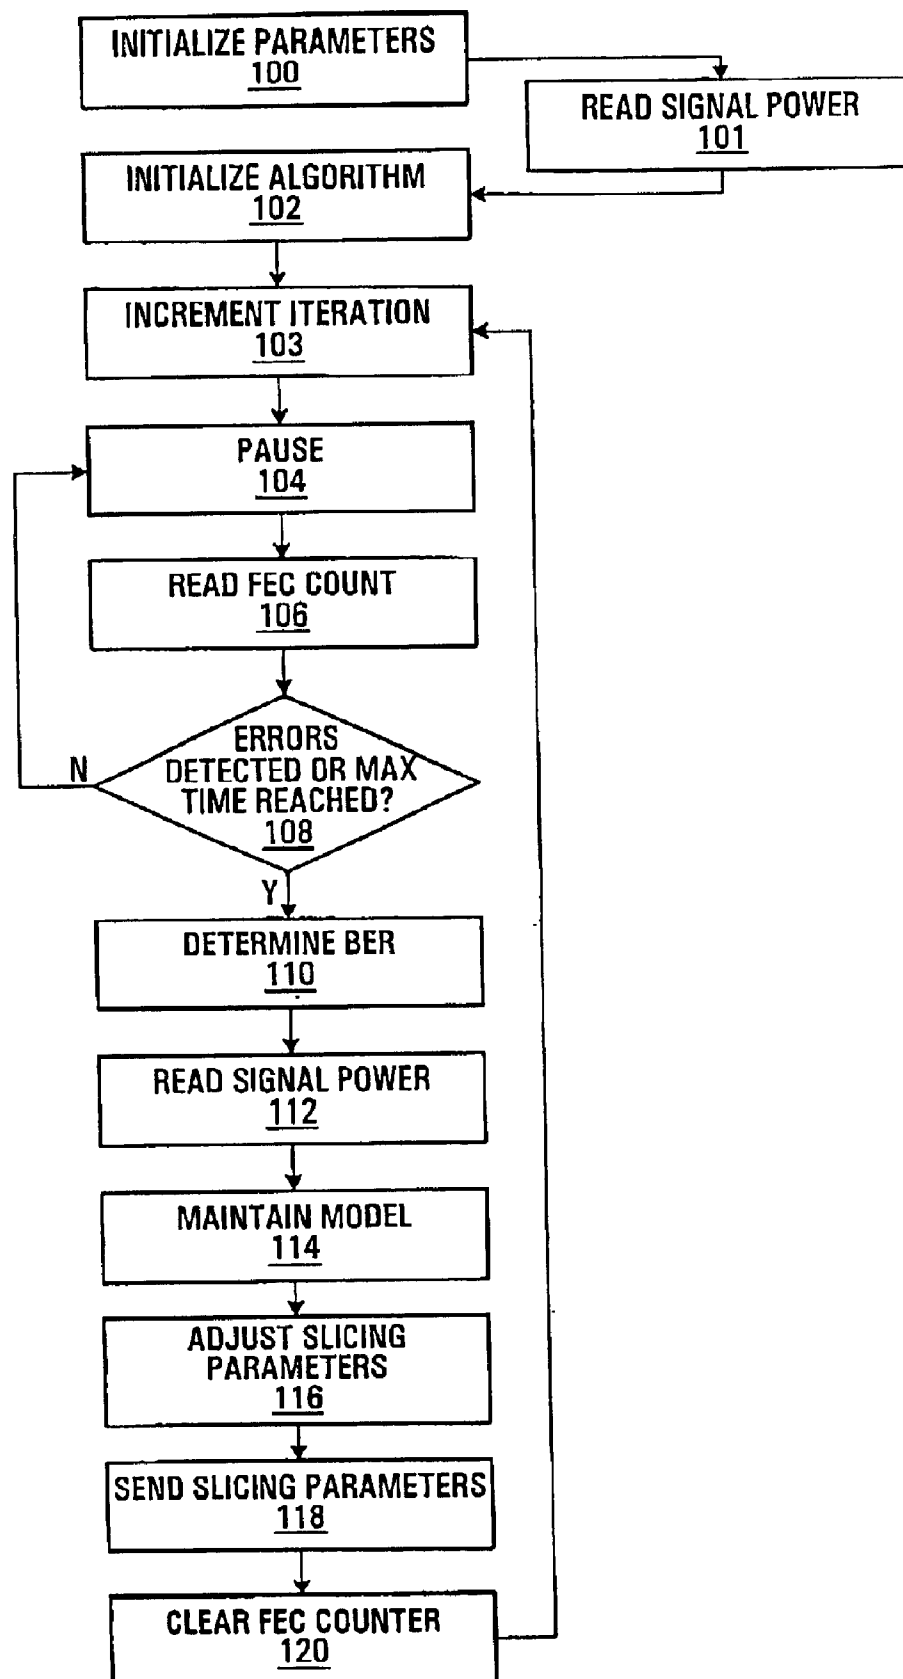 INITIALIZE PARAMETERS
100
READ SIGNAL POWER
101
INITIALIZE ALGORITHM
102
INCREMENT ITERATION
103
PAUSE
104
READ FEC COUNT
106
ERRORS
DETECTED OR MAX
TIME REACHED?
108
N
Y
DETERMINE BER
110
READ SIGNAL POWER
112
MAINTAIN MODEL
114
ADJUST SLICING
PARAMETERS
116
SEND SLICING PARAMETERS
118
CLEAR FEC COUNTER
120